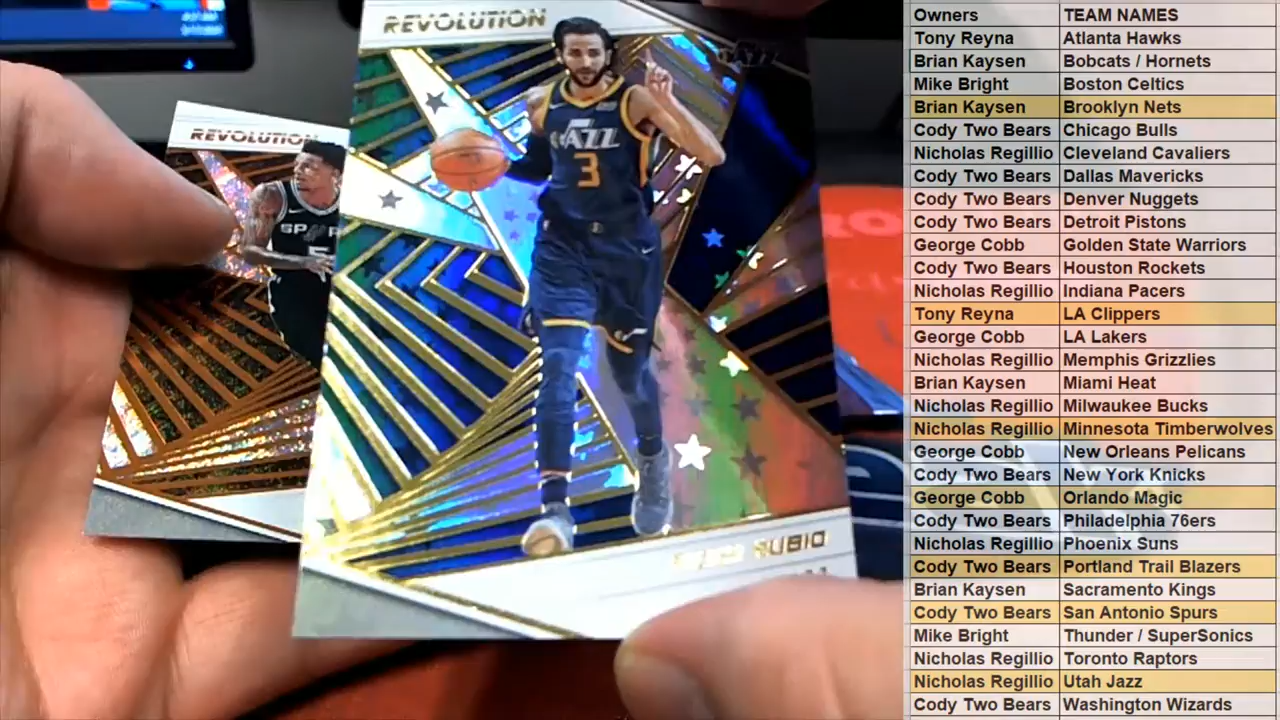 REVOLUTION
REVOLUTION
JAZZ
3
SPUR
5
RUBIO
Owners TEAM NAMES
Tony Reyna Atlanta Hawks
Brian Kaysen Bobcats / Hornets
Mike Bright Boston Celtics
Brian Kaysen Brooklyn Nets
Cody Two Bears Chicago Bulls
Nicholas Regillio Cleveland Cavaliers
Cody Two Bears Dallas Mavericks
Cody Two Bears Denver Nuggets
Cody Two Bears Detroit Pistons
George Cobb Golden State Warriors
Cody Two Bears Houston Rockets
Nicholas Regillio Indiana Pacers
Tony Reyna LA Clippers
George Cobb LA Lakers
Nicholas Regillio Memphis Grizzlies
Brian Kaysen Miami Heat
Nicholas Regillio Milwaukee Bucks
Nicholas Regillio Minnesota Timberwolves
George Cobb New Orleans Pelicans
Cody Two Bears New York Knicks
George Cobb Orlando Magic
Cody Two Bears Philadelphia 76ers
Nicholas Regillio Phoenix Suns
Cody Two Bears Portland Trail Blazers
Brian Kaysen Sacramento Kings
Cody Two Bears San Antonio Spurs
Mike Bright Thunder / SuperSonics
Nicholas Regillio Toronto Raptors
Nicholas Regillio Utah Jazz
Cody Two Bears Washington Wizards